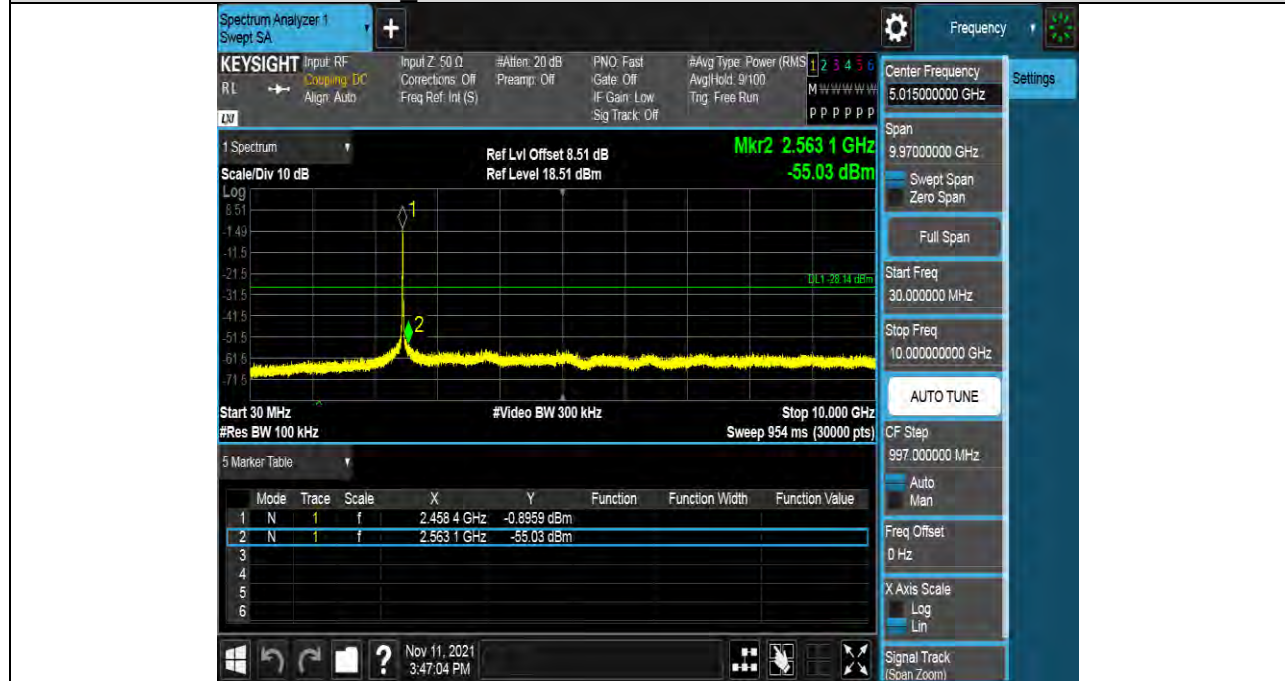 Spectrum Analyzer 1
Swept SA
+
Frequency
KEYSIGHT
RL
LXI
Input: RF
Coupling: DC
Align: Auto
Input Z: 50 Ω
Corrections: Off
Freq Ref: Int (S)
#Atten: 20 dB
Preamp: Off
PNO: Fast
Gate: Off
IF Gain: Low
Sig Track: Off
#Avg Type: Power (RMS
Avg|Hold: 9/100
Trig: Free Run
1 2 3 4 5 6
M W W W W W
P P P P P P
1 Spectrum
Scale/Div 10 dB
Ref Lvl Offset 8.51 dB
Ref Level 18.51 dBm
Mkr2 2.563 1 GHz
-55.03 dBm
Log
8.51
-1.49
-11.5
-21.5
-31.5
-41.5
-51.5
-61.5
-71.5
1
2
DL1 -28.14 dBm
Start 30 MHz
#Res BW 100 kHz
#Video BW 300 kHz
Stop 10.000 GHz
Sweep 954 ms (30000 pts)
5 Marker Table
Mode Trace Scale X Y Function Function Width Function Value
1 N 1 f 2.458 4 GHz -0.8959 dBm
2 N 1 f 2.563 1 GHz -55.03 dBm
3
4
5
6
?
Nov 11, 2021
3:47:04 PM
Center Frequency
5.015000000 GHz
Settings
Span
9.97000000 GHz
Swept Span
Zero Span
Full Span
Start Freq
30.000000 MHz
Stop Freq
10.000000000 GHz
AUTO TUNE
CF Step
997.000000 MHz
Auto
Man
Freq Offset
0 Hz
X Axis Scale
Log
Lin
Signal Track
(Span Zoom)